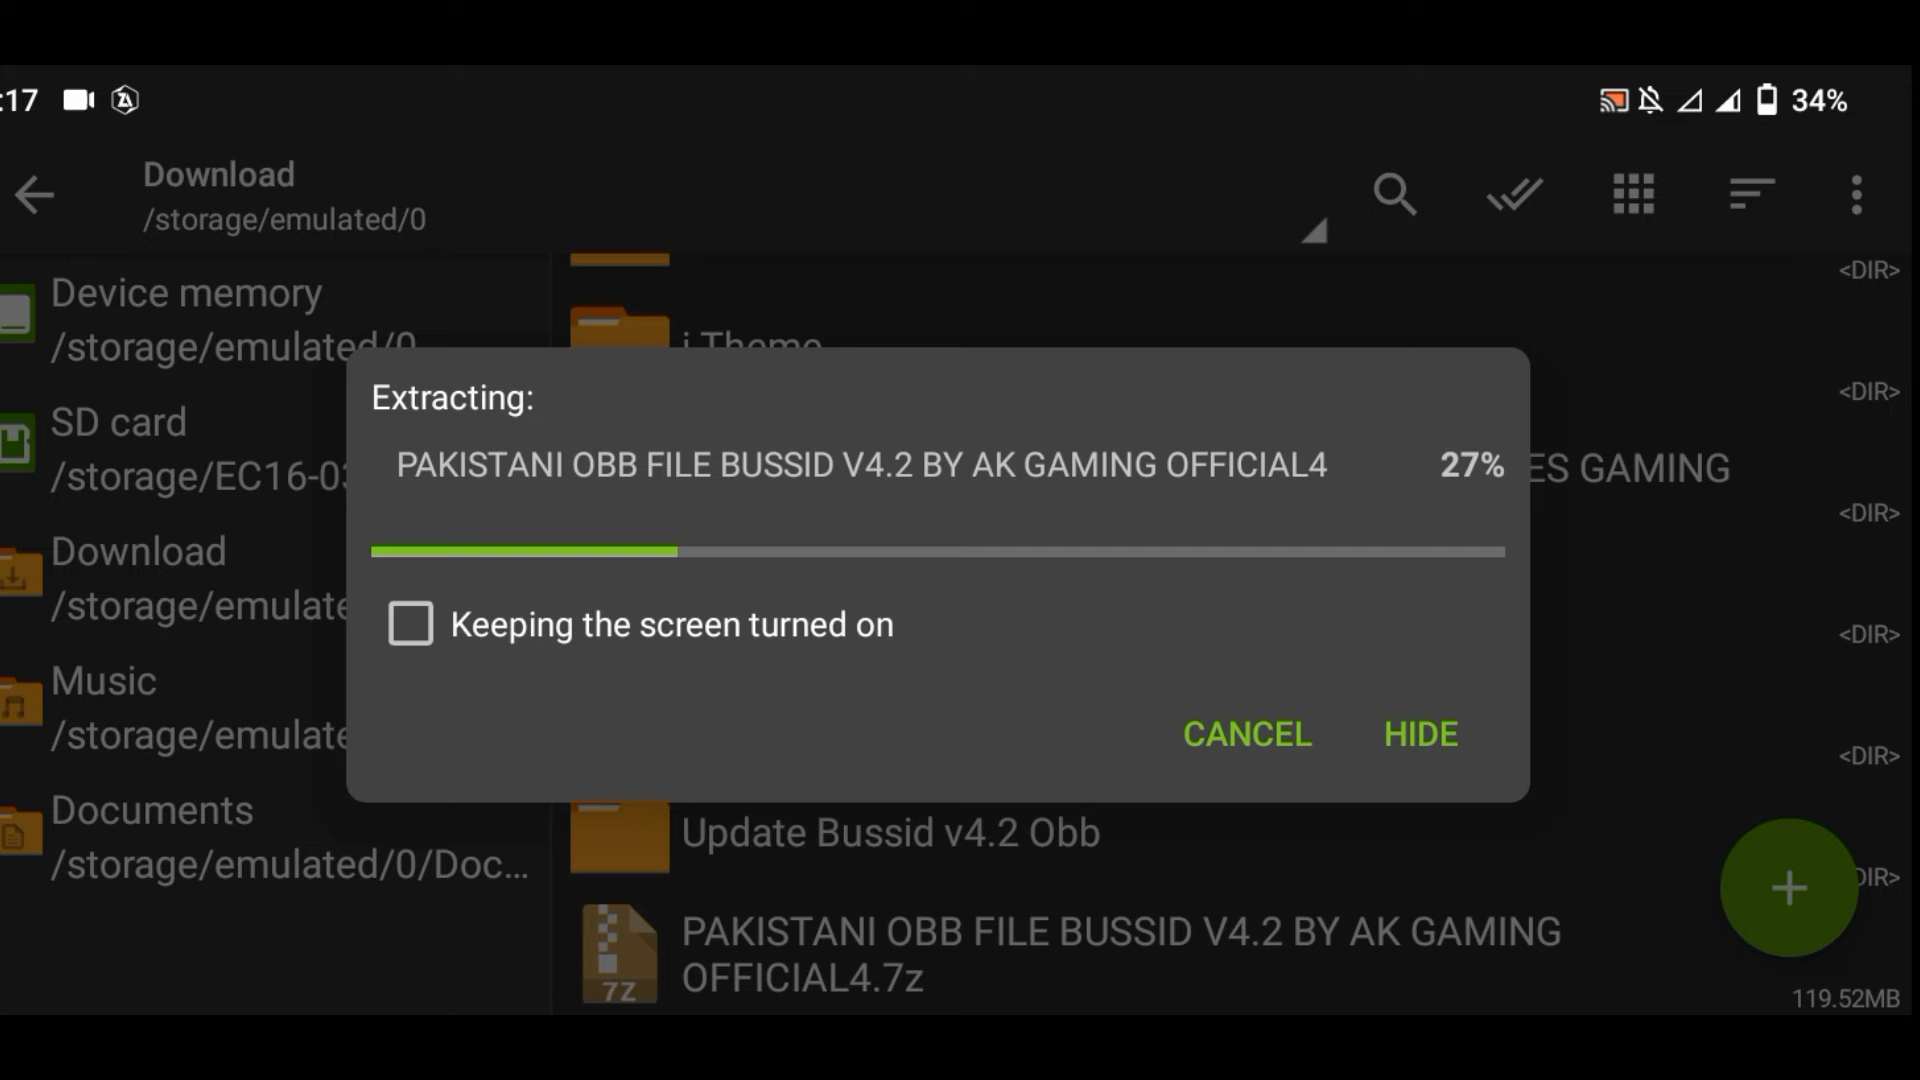 :17
34%
Download
/storage/emulated/0
<DIR>
Device memory
/storage/emulated/0
i Theme
<DIR>
Extracting:
SD card
/storage/EC16-03
PAKISTANI OBB FILE BUSSID V4.2 BY AK GAMING OFFICIAL4
27%
ES GAMING
<DIR>
Download
/storage/emulate
Keeping the screen turned on
<DIR>
Music
/storage/emulate
CANCEL
HIDE
<DIR>
Documents
/storage/emulated/0/Doc...
Update Bussid v4.2 Obb
DIR>
PAKISTANI OBB FILE BUSSID V4.2 BY AK GAMING
OFFICIAL4.7z
7Z
119.52MB